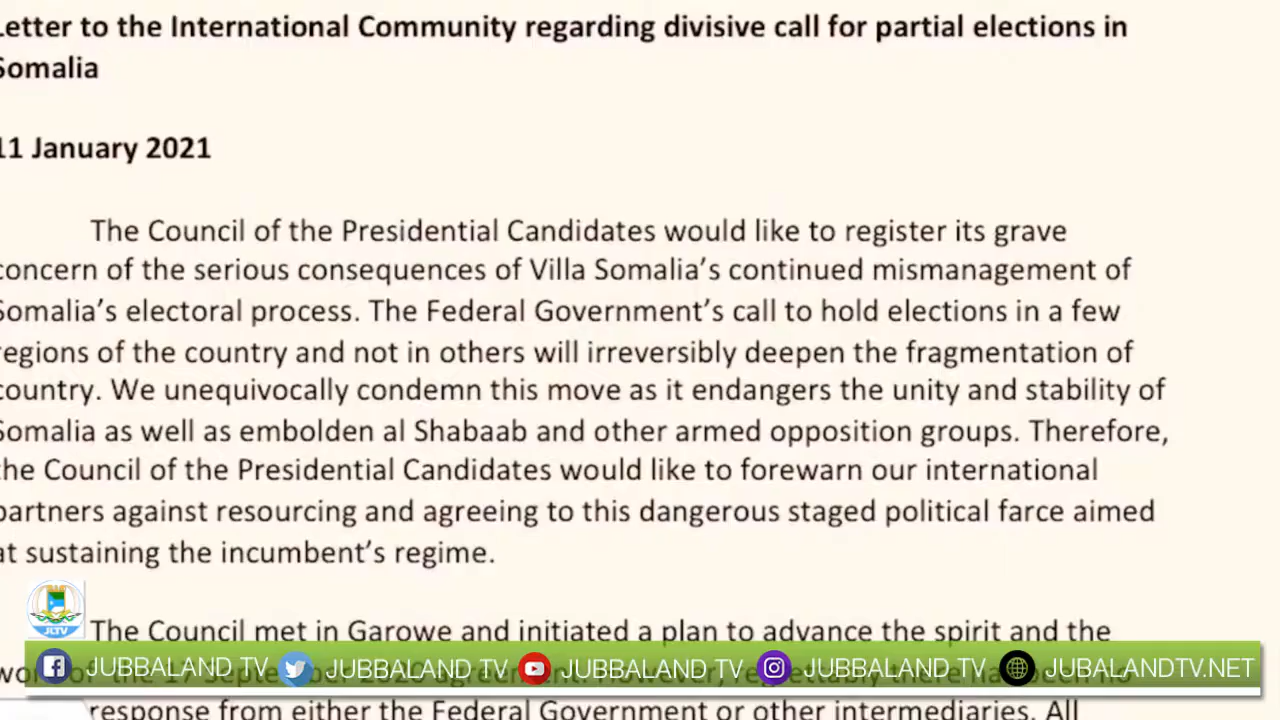 Letter to the International Community regarding divisive call for partial elections in
Somalia
11 January 2021
The Council of the Presidential Candidates would like to register its grave
concern of the serious consequences of Villa Somalia's continued mismanagement of
Somalia's electoral process. The Federal Government's call to hold elections in a few
regions of the country and not in others will irreversibly deepen the fragmentation of
country. We unequivocally condemn this move as it endangers the unity and stability of
Somalia as well as embolden al Shabaab and other armed opposition groups. Therefore,
the Council of the Presidential Candidates would like to forewarn our international
partners against resourcing and agreeing to this dangerous staged political farce aimed
at sustaining the incumbent's regime.
The Council met in Garowe and initiated a plan to advance the spirit and the
JLTV
JUBBALAND TV JUBBALAND TV JUBBALAND TV JUBBALAND TV JUBALANDTV.NET
response from either the Federal Government or other intermediaries. All